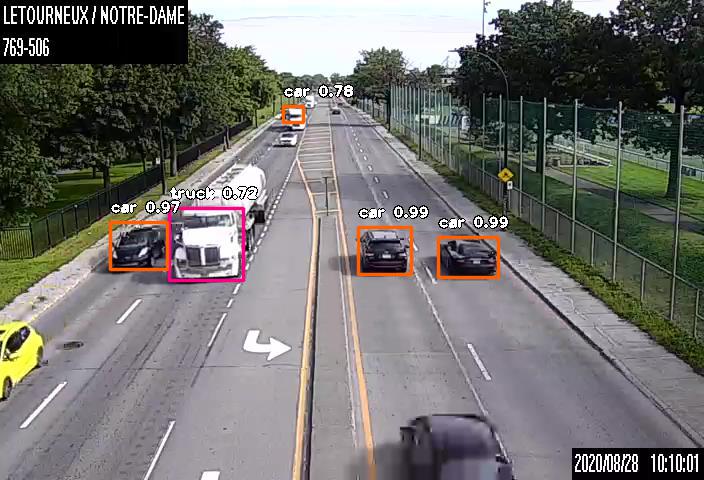 LETOURNEUX / NOTRE-DAME
769-506
car 0.78
car 0.97
truck 0.72
car 0.99
car 0.99
2020/08/28 10:10:01